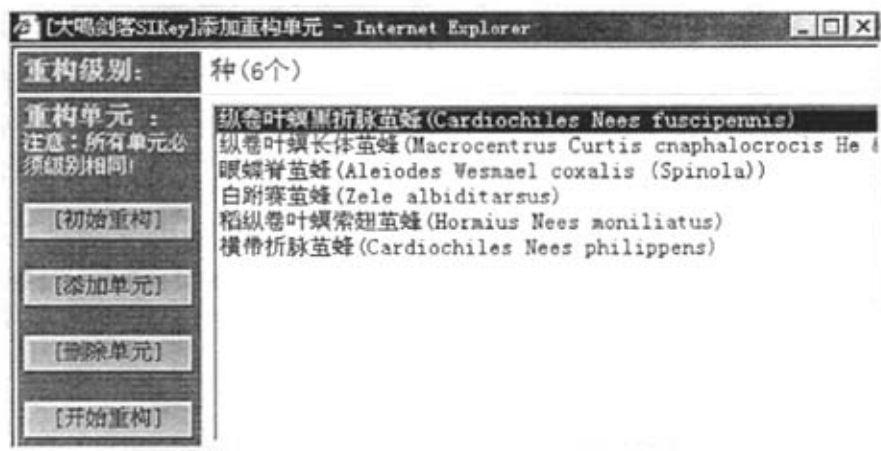 [大鸣剑客SIKey]添加重构单元 - Internet Explorer
重构级别：
种(6个)
重构单元 ：
注意：所有单元必
须级别相同！
[初始重构]
[添加单元]
[删除单元]
[开始重构]
纵卷叶螟黑折脉茧蜂(Cardiochiles Nees fuscipennis)
纵卷叶螟长体茧蜂(Macrocentrus Curtis cnaphalocrocis He &
眼蝶脊茧蜂(Aleiodes Wesmael coxalis (Spinola))
白跗赛茧蜂(Zele albiditarsus)
稻纵卷叶螟索翅茧蜂(Hormius Nees moniliatus)
横带折脉茧蜂(Cardiochiles Nees philippens)